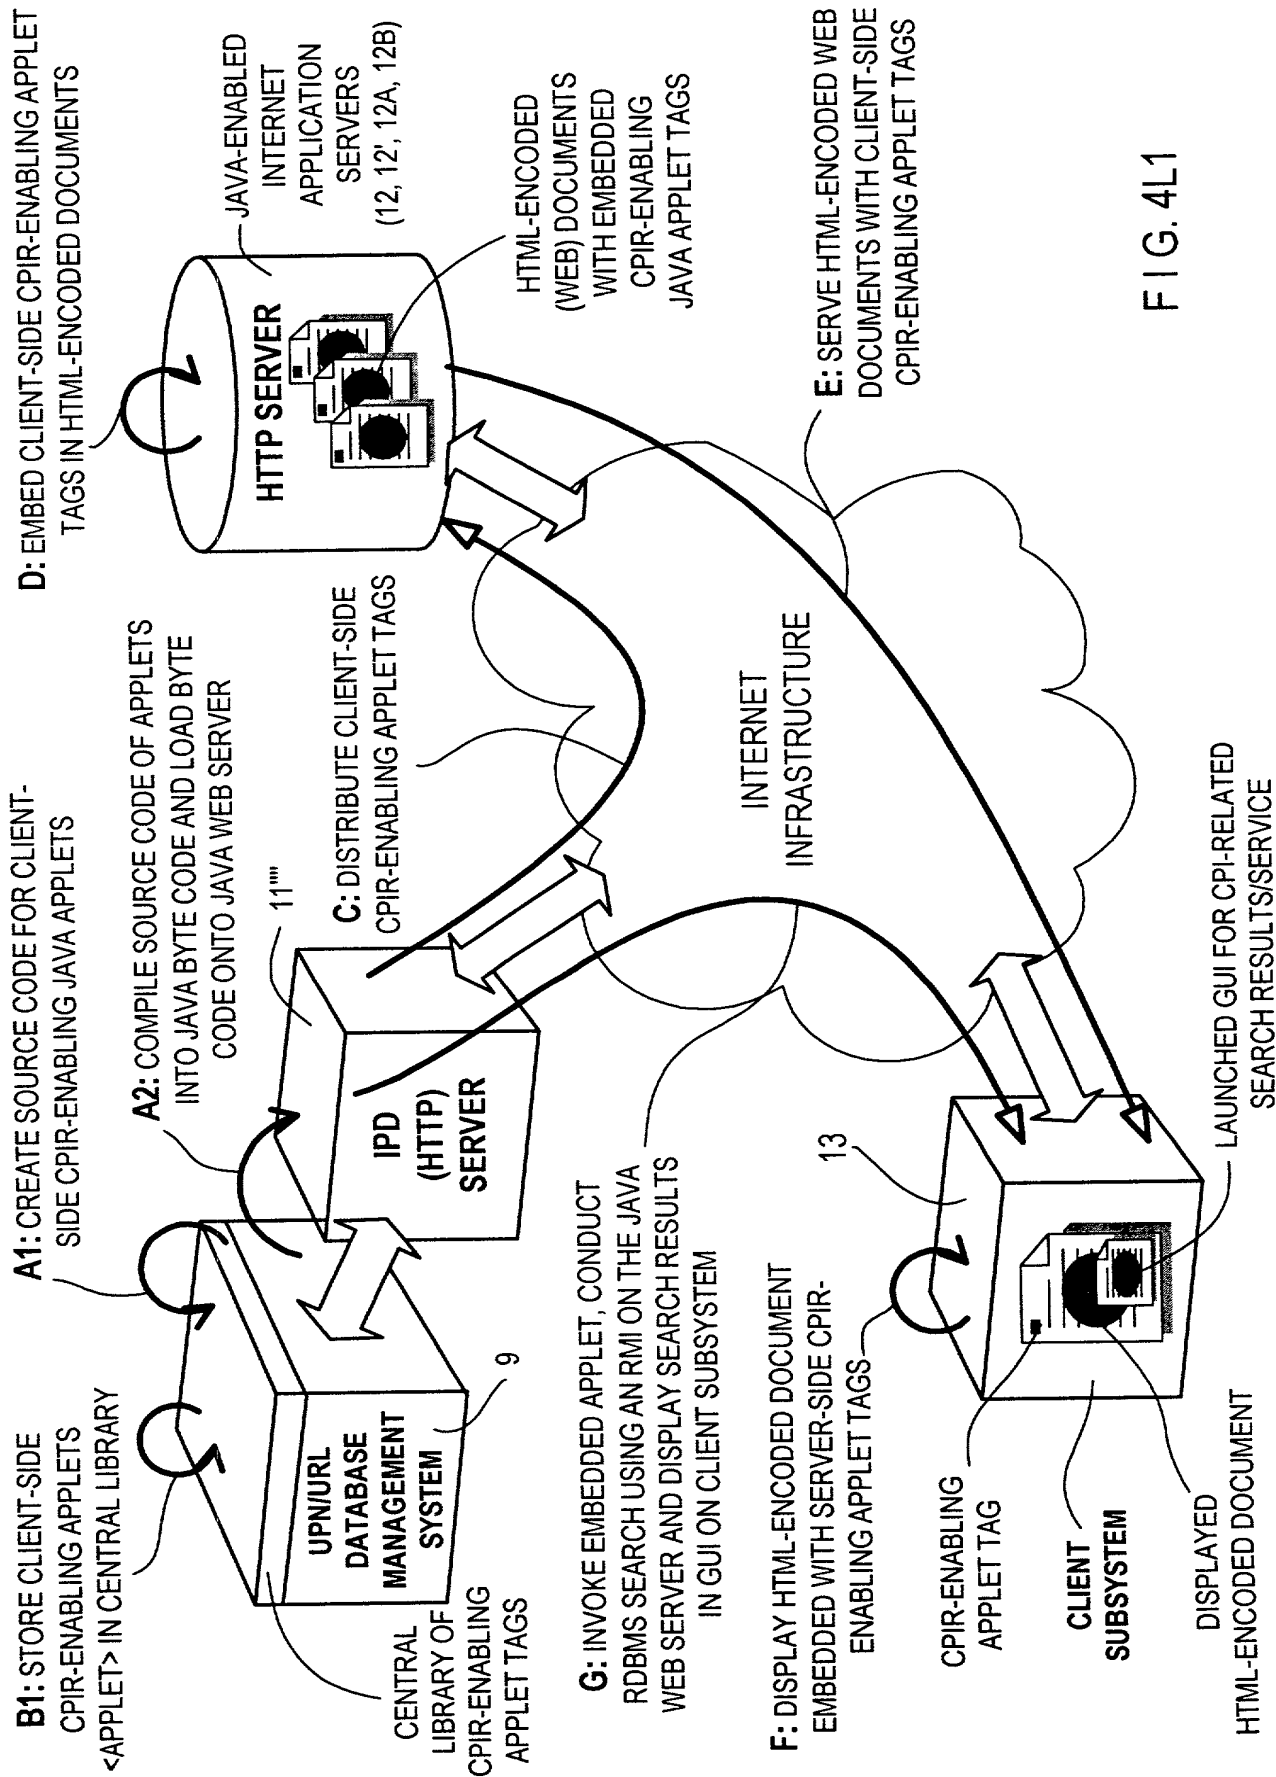 B1: STORE CLIENT-SIDE
CPIR-ENABLING APPLETS
<APPLET> IN CENTRAL LIBRARY
A1: CREATE SOURCE CODE FOR CLIENT-
SIDE CPIR-ENABLING JAVA APPLETS
A2: COMPILE SOURCE CODE OF APPLETS
INTO JAVA BYTE CODE AND LOAD BYTE
CODE ONTO JAVA WEB SERVER
D: EMBED CLIENT-SIDE CPIR-ENABLING APPLET
TAGS IN HTML-ENCODED DOCUMENTS
JAVA-ENABLED
INTERNET
APPLICATION
SERVERS
(12, 12', 12A, 12B)
HTTP SERVER
HTML-ENCODED
(WEB) DOCUMENTS
WITH EMBEDDED
CPIR-ENABLING
JAVA APPLET TAGS
11""
C: DISTRIBUTE CLIENT-SIDE
CPIR-ENABLING APPLET TAGS
UPN/URL
DATABASE
MANAGEMENT
SYSTEM
9
IPD
(HTTP)
SERVER
CENTRAL
LIBRARY OF
CPIR-ENABLING
APPLET TAGS
G: INVOKE EMBEDDED APPLET, CONDUCT
RDBMS SEARCH USING AN RMI ON THE JAVA
WEB SERVER AND DISPLAY SEARCH RESULTS
IN GUI ON CLIENT SUBSYSTEM
INTERNET
INFRASTRUCTURE
E: SERVE HTML-ENCODED WEB
DOCUMENTS WITH CLIENT-SIDE
CPIR-ENABLING APPLET TAGS
F: DISPLAY HTML-ENCODED DOCUMENT
EMBEDDED WITH SERVER-SIDE CPIR-
ENABLING APPLET TAGS
13
CPIR-ENABLING
APPLET TAG
CLIENT
SUBSYSTEM
DISPLAYED
HTML-ENCODED DOCUMENT
LAUNCHED GUI FOR CPI-RELATED
SEARCH RESULTS/SERVICE
FIG. 4L1